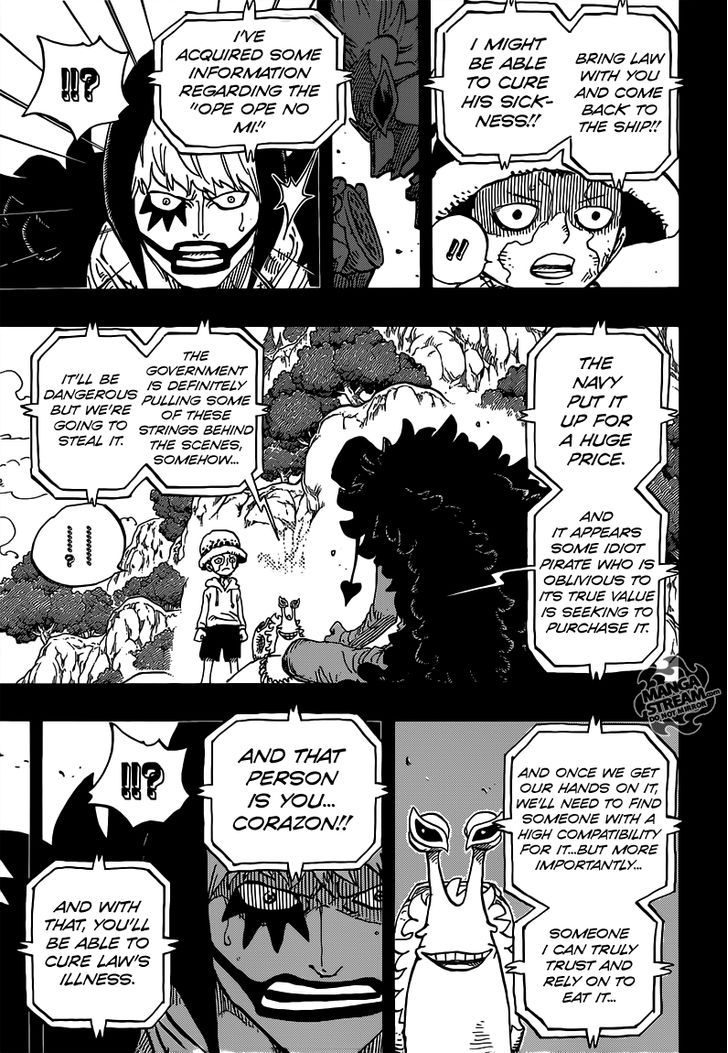 BRING LAW
WITH YOU
AND COME
BACK TO
THE SHIP!!
I MIGHT
BE ABLE
TO CURE
HIS SICK-
NESS!!
!!
I'VE
ACQUIRED SOME
INFORMATION
REGARDING THE
"OPE OPE NO
MI."
!!?
THE
NAVY
PUT IT
UP FOR
A HUGE
PRICE.
AND
IT APPEARS
SOME IDIOT
PIRATE WHO IS
OBLIVIOUS TO
ITS TRUE VALUE
IS SEEKING TO
PURCHASE IT.
THE
GOVERNMENT
IS DEFINITELY
PULLING SOME
OF THESE
STRINGS BEHIND
THE SCENES,
SOMEHOW...
IT'LL BE
DANGEROUS
BUT WE'RE
GOING TO
STEAL IT.
MANGA
STREAM.COM
DO NOT MIRROR
AND ONCE WE GET
OUR HANDS ON IT,
WE'LL NEED TO FIND
SOMEONE WITH A
HIGH COMPATIBILITY
FOR IT...BUT MORE
IMPORTANTLY...
SOMEONE
I CAN TRULY
TRUST AND
RELY ON TO
EAT IT...
AND THAT
PERSON
IS YOU...
CORAZON!!
!!?
AND WITH
THAT, YOU'LL
BE ABLE TO
CURE LAW'S
ILLNESS.